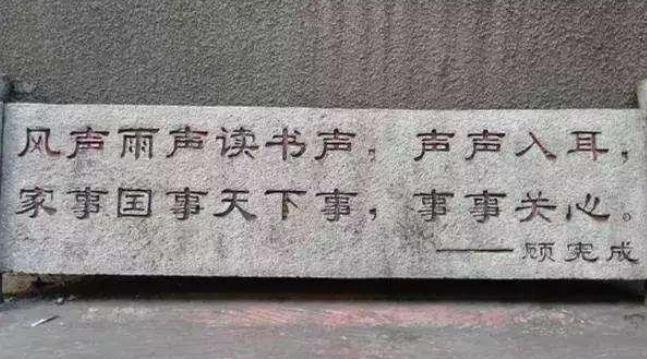 风声雨声读书声，声声入耳，
家事国事天下事，事事关心。
——顾宪成